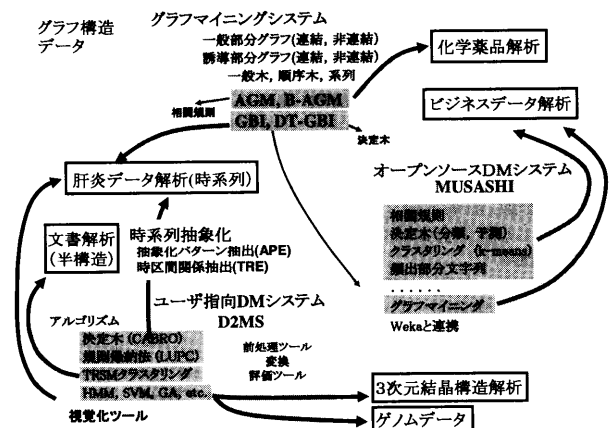 グラフ構造
データ
グラフマイニングシステム
一般部分グラフ(連結, 非連結)
誘導部分グラフ(連結, 非連結)
一般木, 順序木, 系列
AGM, B-AGM
GBI, DT-GBI
相関規則
決定木
化学薬品解析
ビジネスデータ解析
肝炎データ解析(時系列)
文書解析
(半構造)
時系列抽象化
抽象化パターン抽出(APE)
時区間関係抽出(TRE)
オープンソースDMシステム
MUSASHI
相関規則
決定木(分類, 予測)
クラスタリング (k-means)
頻出部分文字列
. . . . . .
グラフマイニング
Wekaと連携
ユーザ指向DMシステム
D2MS
アルゴリズム
決定木 (CABRO)
規則帰納法 (LUPC)
TRSMクラスタリング
HMM, SVM, GA, etc.
視覚化ツール
前処理ツール
変換
評価ツール
3次元結晶構造解析
ゲノムデータ